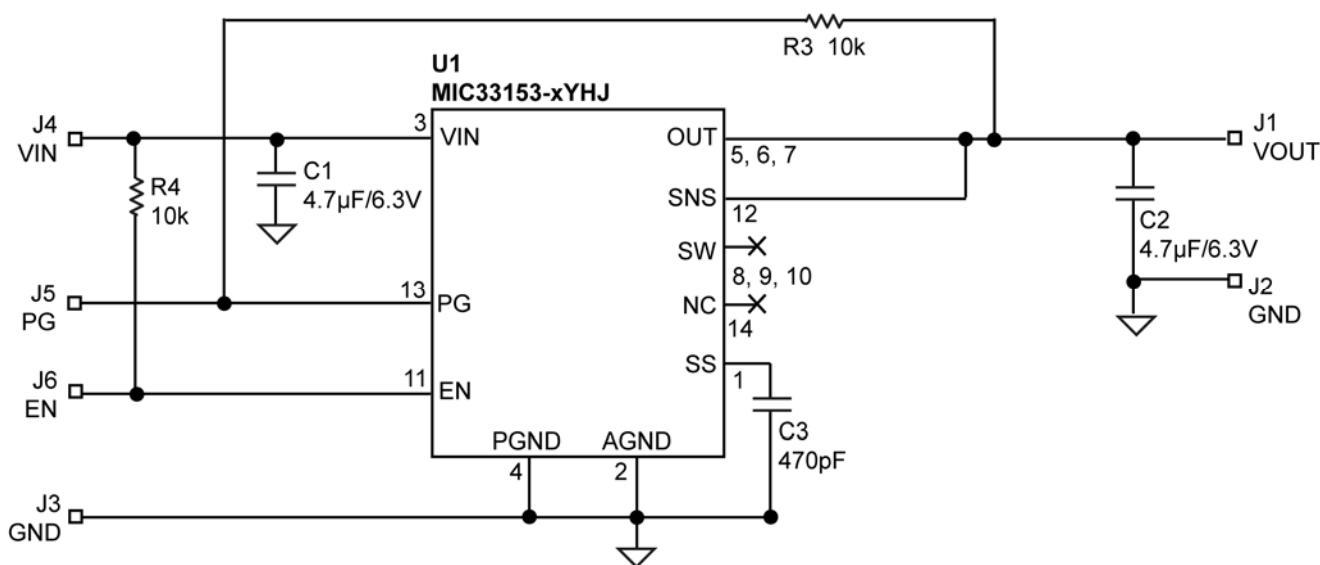 R3 10k
U1
MIC33153-xYHJ
J4
VIN
3
VIN
OUT
5, 6, 7
J1
VOUT
R4
10k
C1
4.7µF/6.3V
SNS
12
C2
4.7µF/6.3V
SW
8, 9, 10
J5
PG
13
PG
NC
14
J2
GND
J6
EN
11
EN
SS
1
C3
470pF
PGND
4
AGND
2
J3
GND